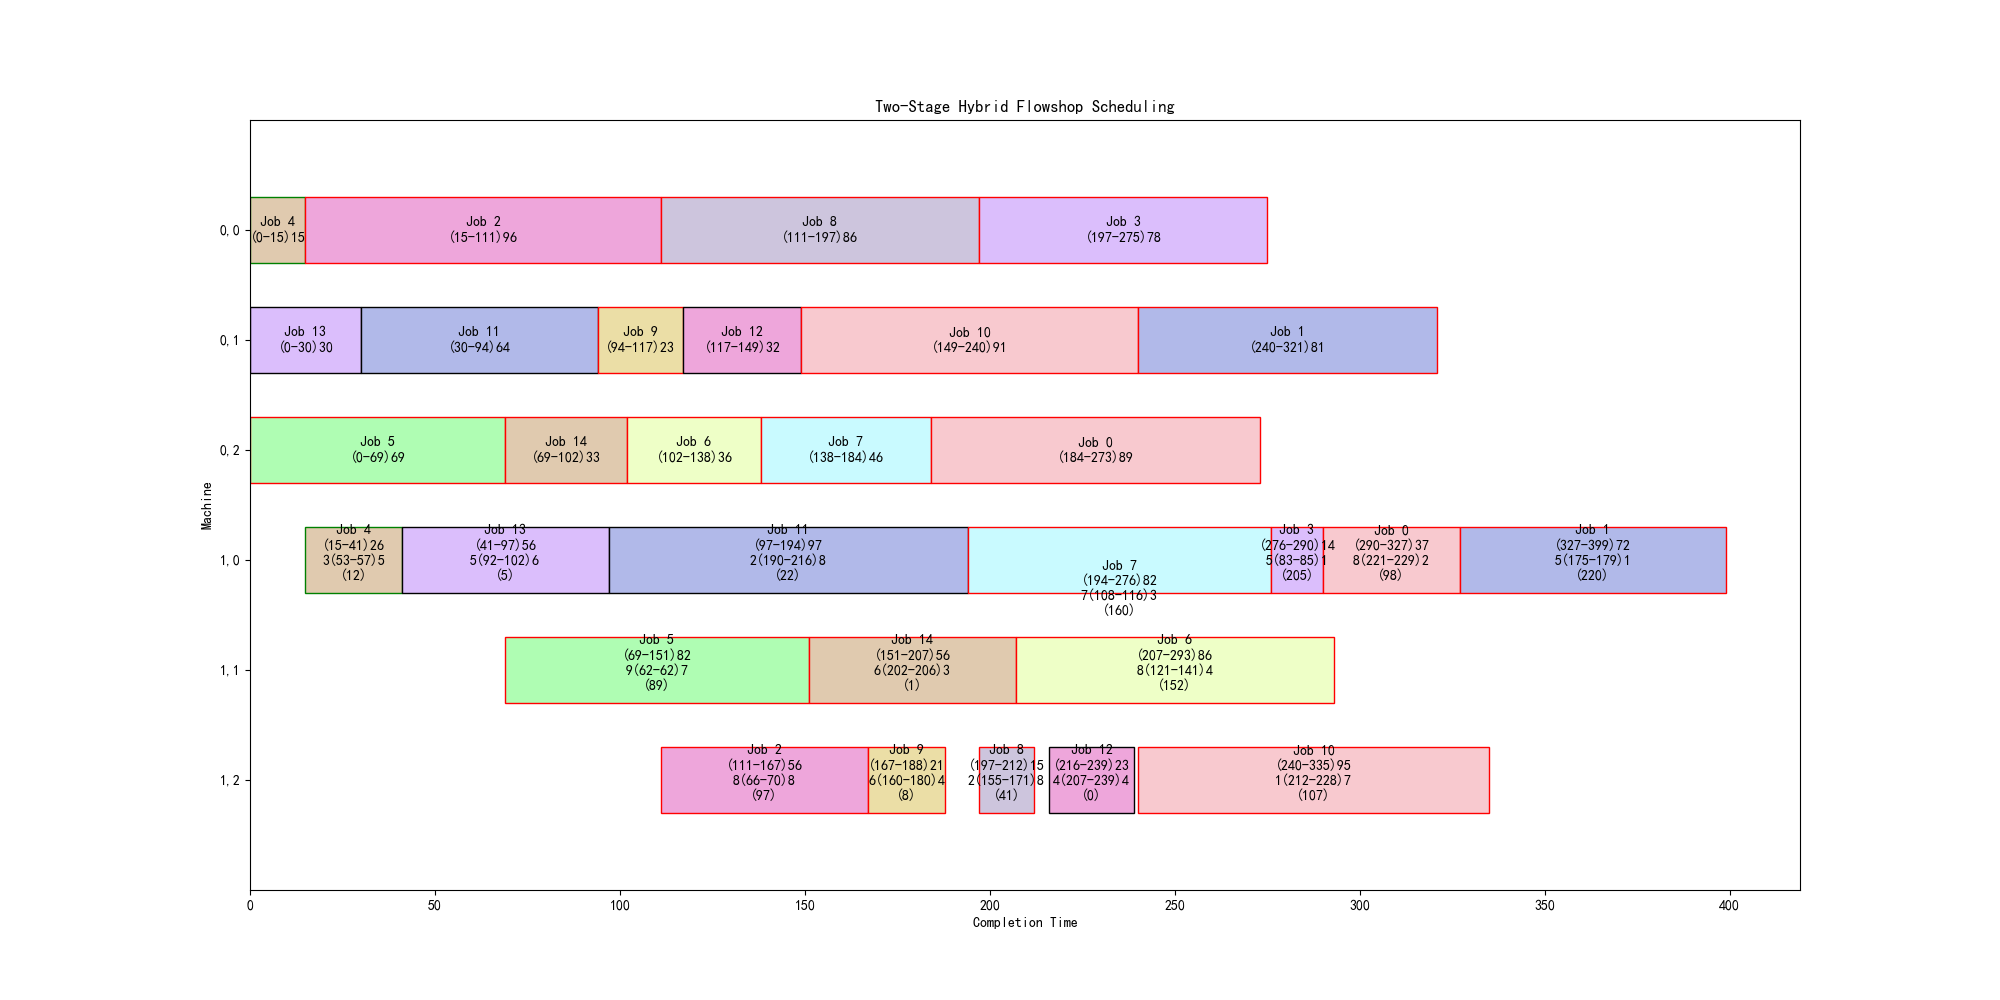 Two-Stage Hybrid Flowshop Scheduling
0,0
Job 4
(0-15)15
Job 2
(15-111)96
Job 8
(111-197)86
Job 3
(197-275)78
0,1
Job 13
(0-30)30
Job 11
(30-94)64
Job 9
(94-117)23
Job 12
(117-149)32
Job 10
(149-240)91
Job 1
(240-321)81
0,2
Job 5
(0-69)69
Job 14
(69-102)33
Job 6
(102-138)36
Job 7
(138-184)46
Job 0
(184-273)89
Machine
1,0
Job 4
(15-41)26
3(53-57)5
(12)
Job 13
(41-97)56
5(92-102)6
(5)
Job 11
(97-194)97
2(190-216)8
(22)
Job 7
(194-276)82
7(108-116)3
(160)
Job 3
(276-290)14
5(83-85)1
(205)
Job 0
(290-327)37
8(221-229)2
(98)
Job 1
(327-399)72
5(175-179)1
(220)
1,1
Job 5
(69-151)82
9(62-62)7
(89)
Job 14
(151-207)56
6(202-206)3
(1)
Job 6
(207-293)86
8(121-141)4
(152)
1,2
Job 2
(111-167)56
8(66-70)8
(97)
Job 9
(167-188)21
6(160-180)4
(8)
Job 8
(197-212)15
2(155-171)8
(41)
Job 12
(216-239)23
4(207-239)4
(0)
Job 10
(240-335)95
1(212-228)7
(107)
0 50 100 150 200 250 300 350 400
Completion Time